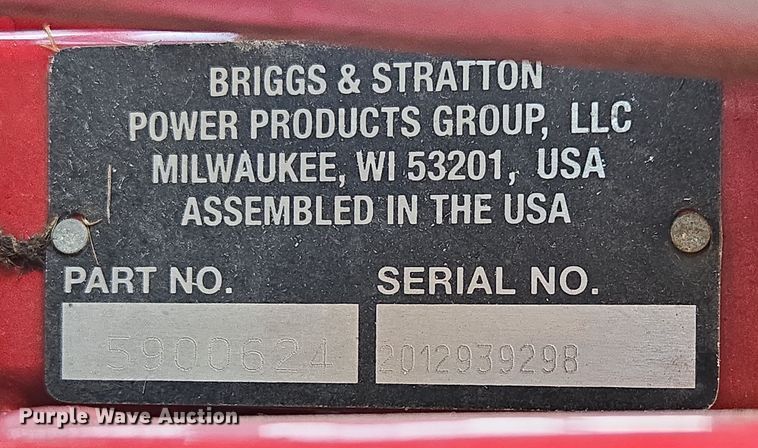 BRIGGS & STRATTON
POWER PRODUCTS GROUP, LLC
MILWAUKEE, WI 53201, USA
ASSEMBLED IN THE USA
PART NO. SERIAL NO.
5900624 2012939298
Purple Wave Auction